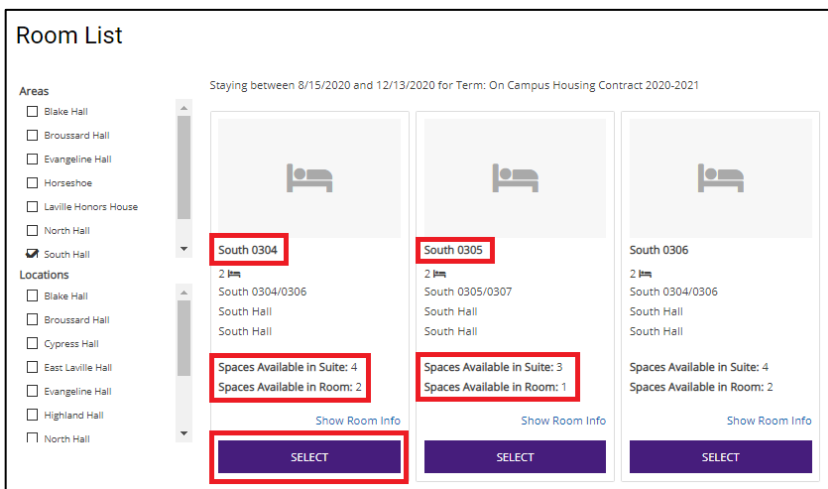 Room List
Areas
Blake Hall
Broussard Hall
Evangeline Hall
Horseshoe
Laville Honors House
North Hall
South Hall
Locations
Blake Hall
Broussard Hall
Cypress Hall
East Laville Hall
Evangeline Hall
Highland Hall
North Hall
Staying between 8/15/2020 and 12/13/2020 for Term: On Campus Housing Contract 2020-2021
South 0304
2
South 0304/0306
South Hall
South Hall
Spaces Available in Suite: 4
Spaces Available in Room: 2
Show Room Info
SELECT
South 0305
2
South 0305/0307
South Hall
South Hall
Spaces Available in Suite: 3
Spaces Available in Room: 1
Show Room Info
SELECT
South 0306
2
South 0304/0306
South Hall
South Hall
Spaces Available in Suite: 4
Spaces Available in Room: 2
Show Room Info
SELECT